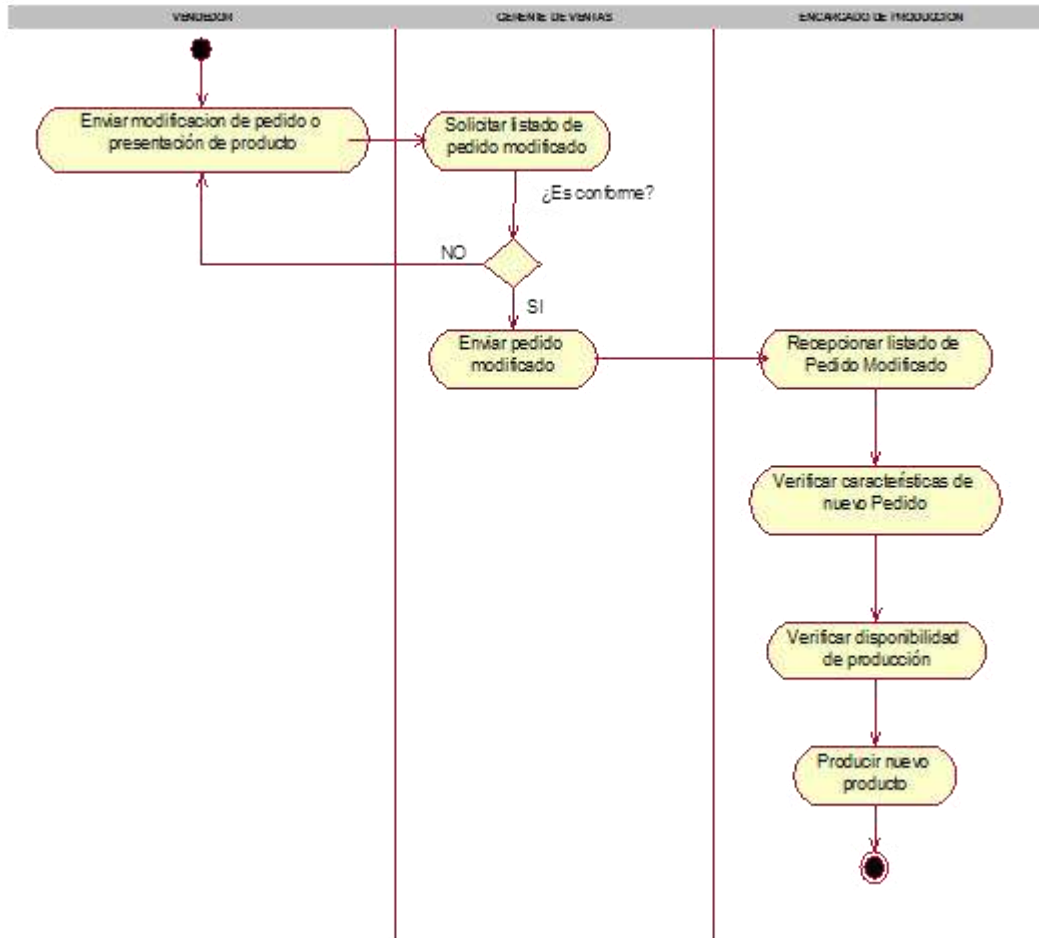 VENDEDOR
GERENTE DE VENTAS
ENCARGADO DE PRODUCCION
Enviar modificacion de pedido o
presentación de producto
Solicitar listado de
pedido modificado
¿Es conforme?
NO
SI
Enviar pedido
modificado
Recepcionar listado de
Pedido Modificado
Verificar características de
nuevo Pedido
Verificar disponibilidad
de producción
Producir nuevo
producto